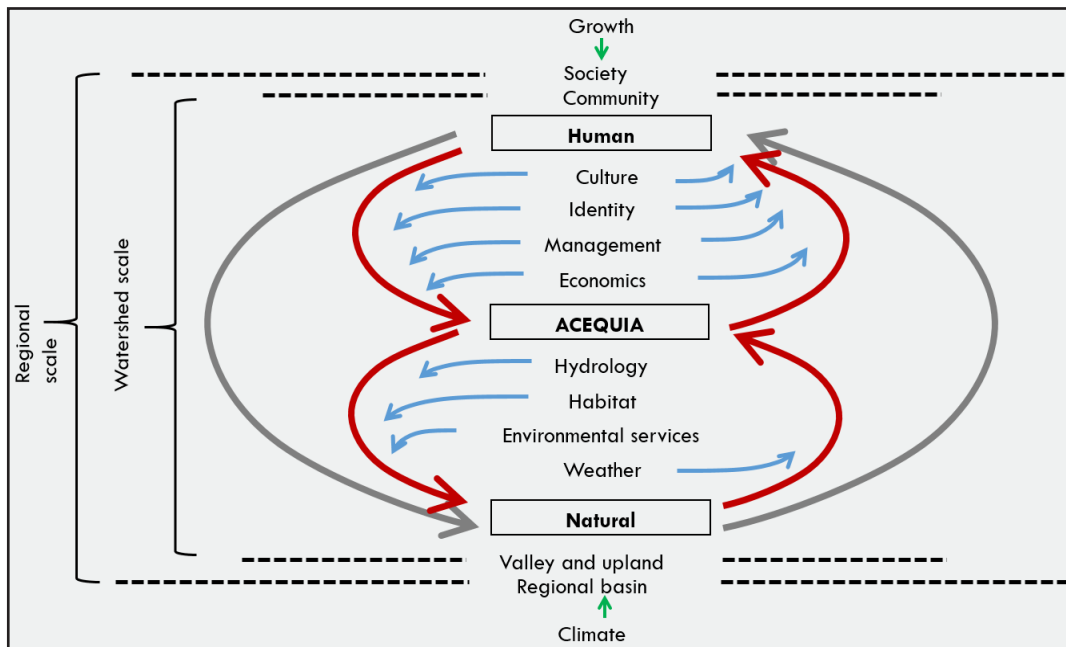 Growth
Society
Community
Human
Culture
Identity
Management
Economics
ACEQUIA
Hydrology
Habitat
Environmental services
Weather
Natural
Valley and upland
Regional basin
Climate
Regional
scale
Watershed scale